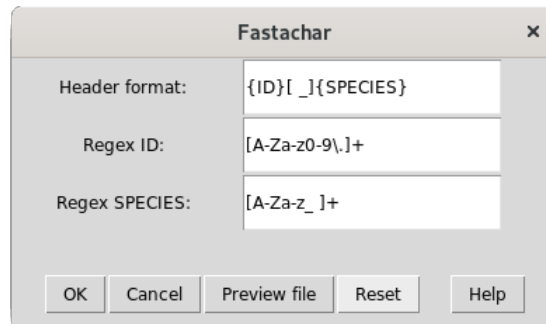 Fastachar ×
Header format: {ID}[ _]{SPECIES}
Regex ID: [A-Za-z0-9\.]+
Regex SPECIES: [A-Za-z_ ]+
OK Cancel Preview file Reset Help